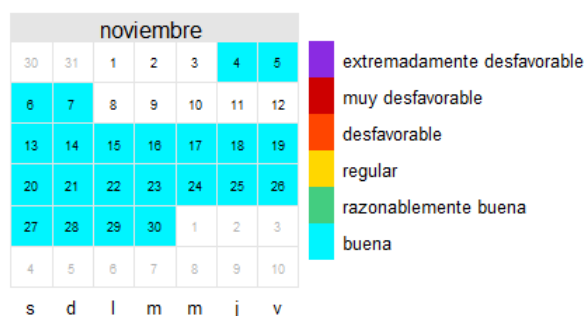 noviembre
30 31 1 2 3 4 5
6 7 8 9 10 11 12
13 14 15 16 17 18 19
20 21 22 23 24 25 26
27 28 29 30 1 2 3
4 5 6 7 8 9 10
s d l m m j v
extremadamente desfavorable
muy desfavorable
desfavorable
regular
razonablemente buena
buena